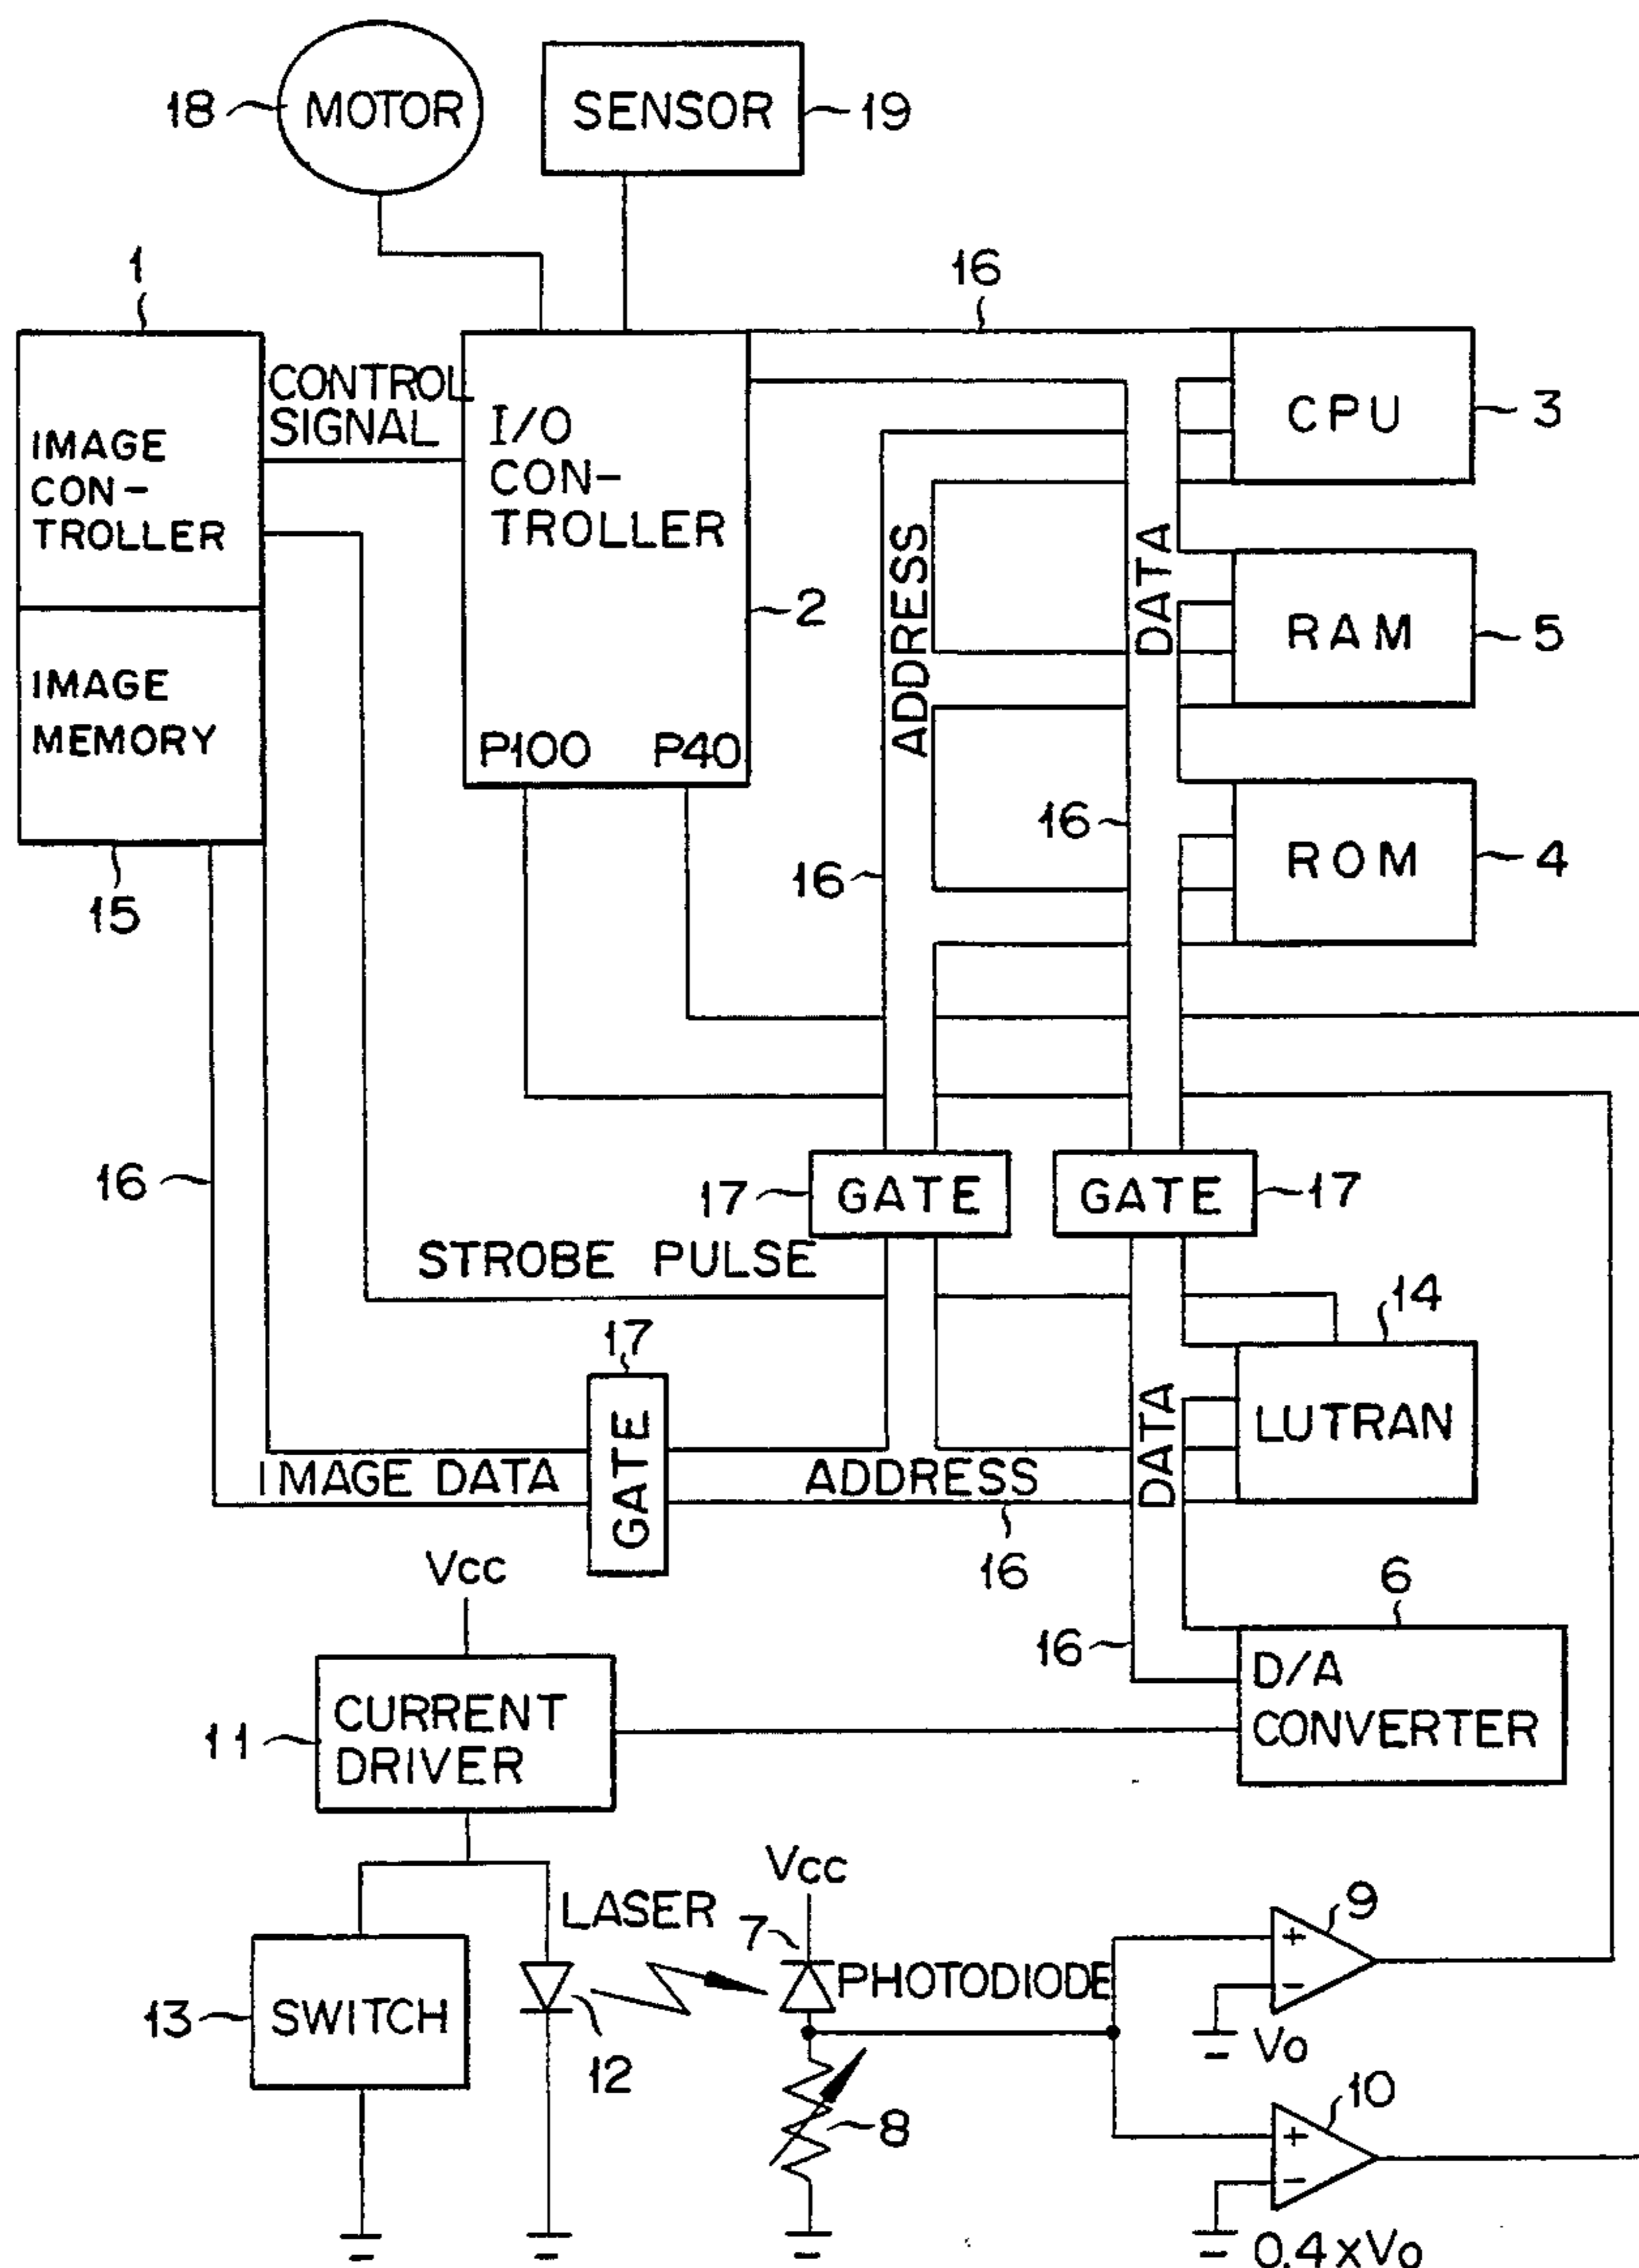 18
MOTOR
SENSOR
19
1
16
CONTROL
SIGNAL
IMAGE
CON-
TROLLER
I/O
CON-
TROLLER
CPU
3
2
ADDRESS
DATA
RAM
5
IMAGE
MEMORY
P100
P40
16
16
ROM
4
15
16
17
GATE
GATE
17
STROBE PULSE
14
17
GATE
LUTRAN
DATA
IMAGE DATA
ADDRESS
16
Vcc
6
16
D/A
CONVERTER
11
CURRENT
DRIVER
Vcc
LASER
7
PHOTODIODE
9
+
-
Vo
13
SWITCH
12
8
10
+
-
0.4xVo